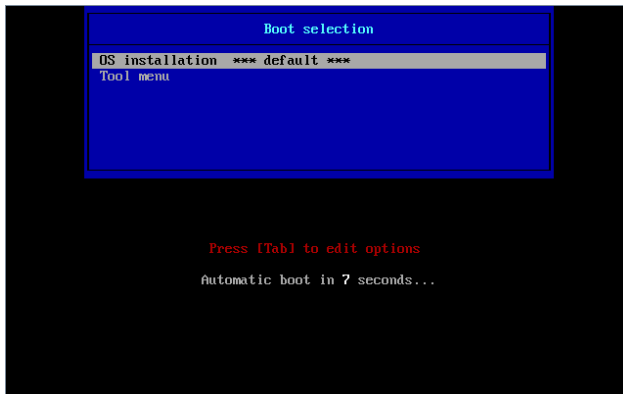 Boot selection
OS installation *** default ***
Tool menu
Press [Tab] to edit options
Automatic boot in 7 seconds...